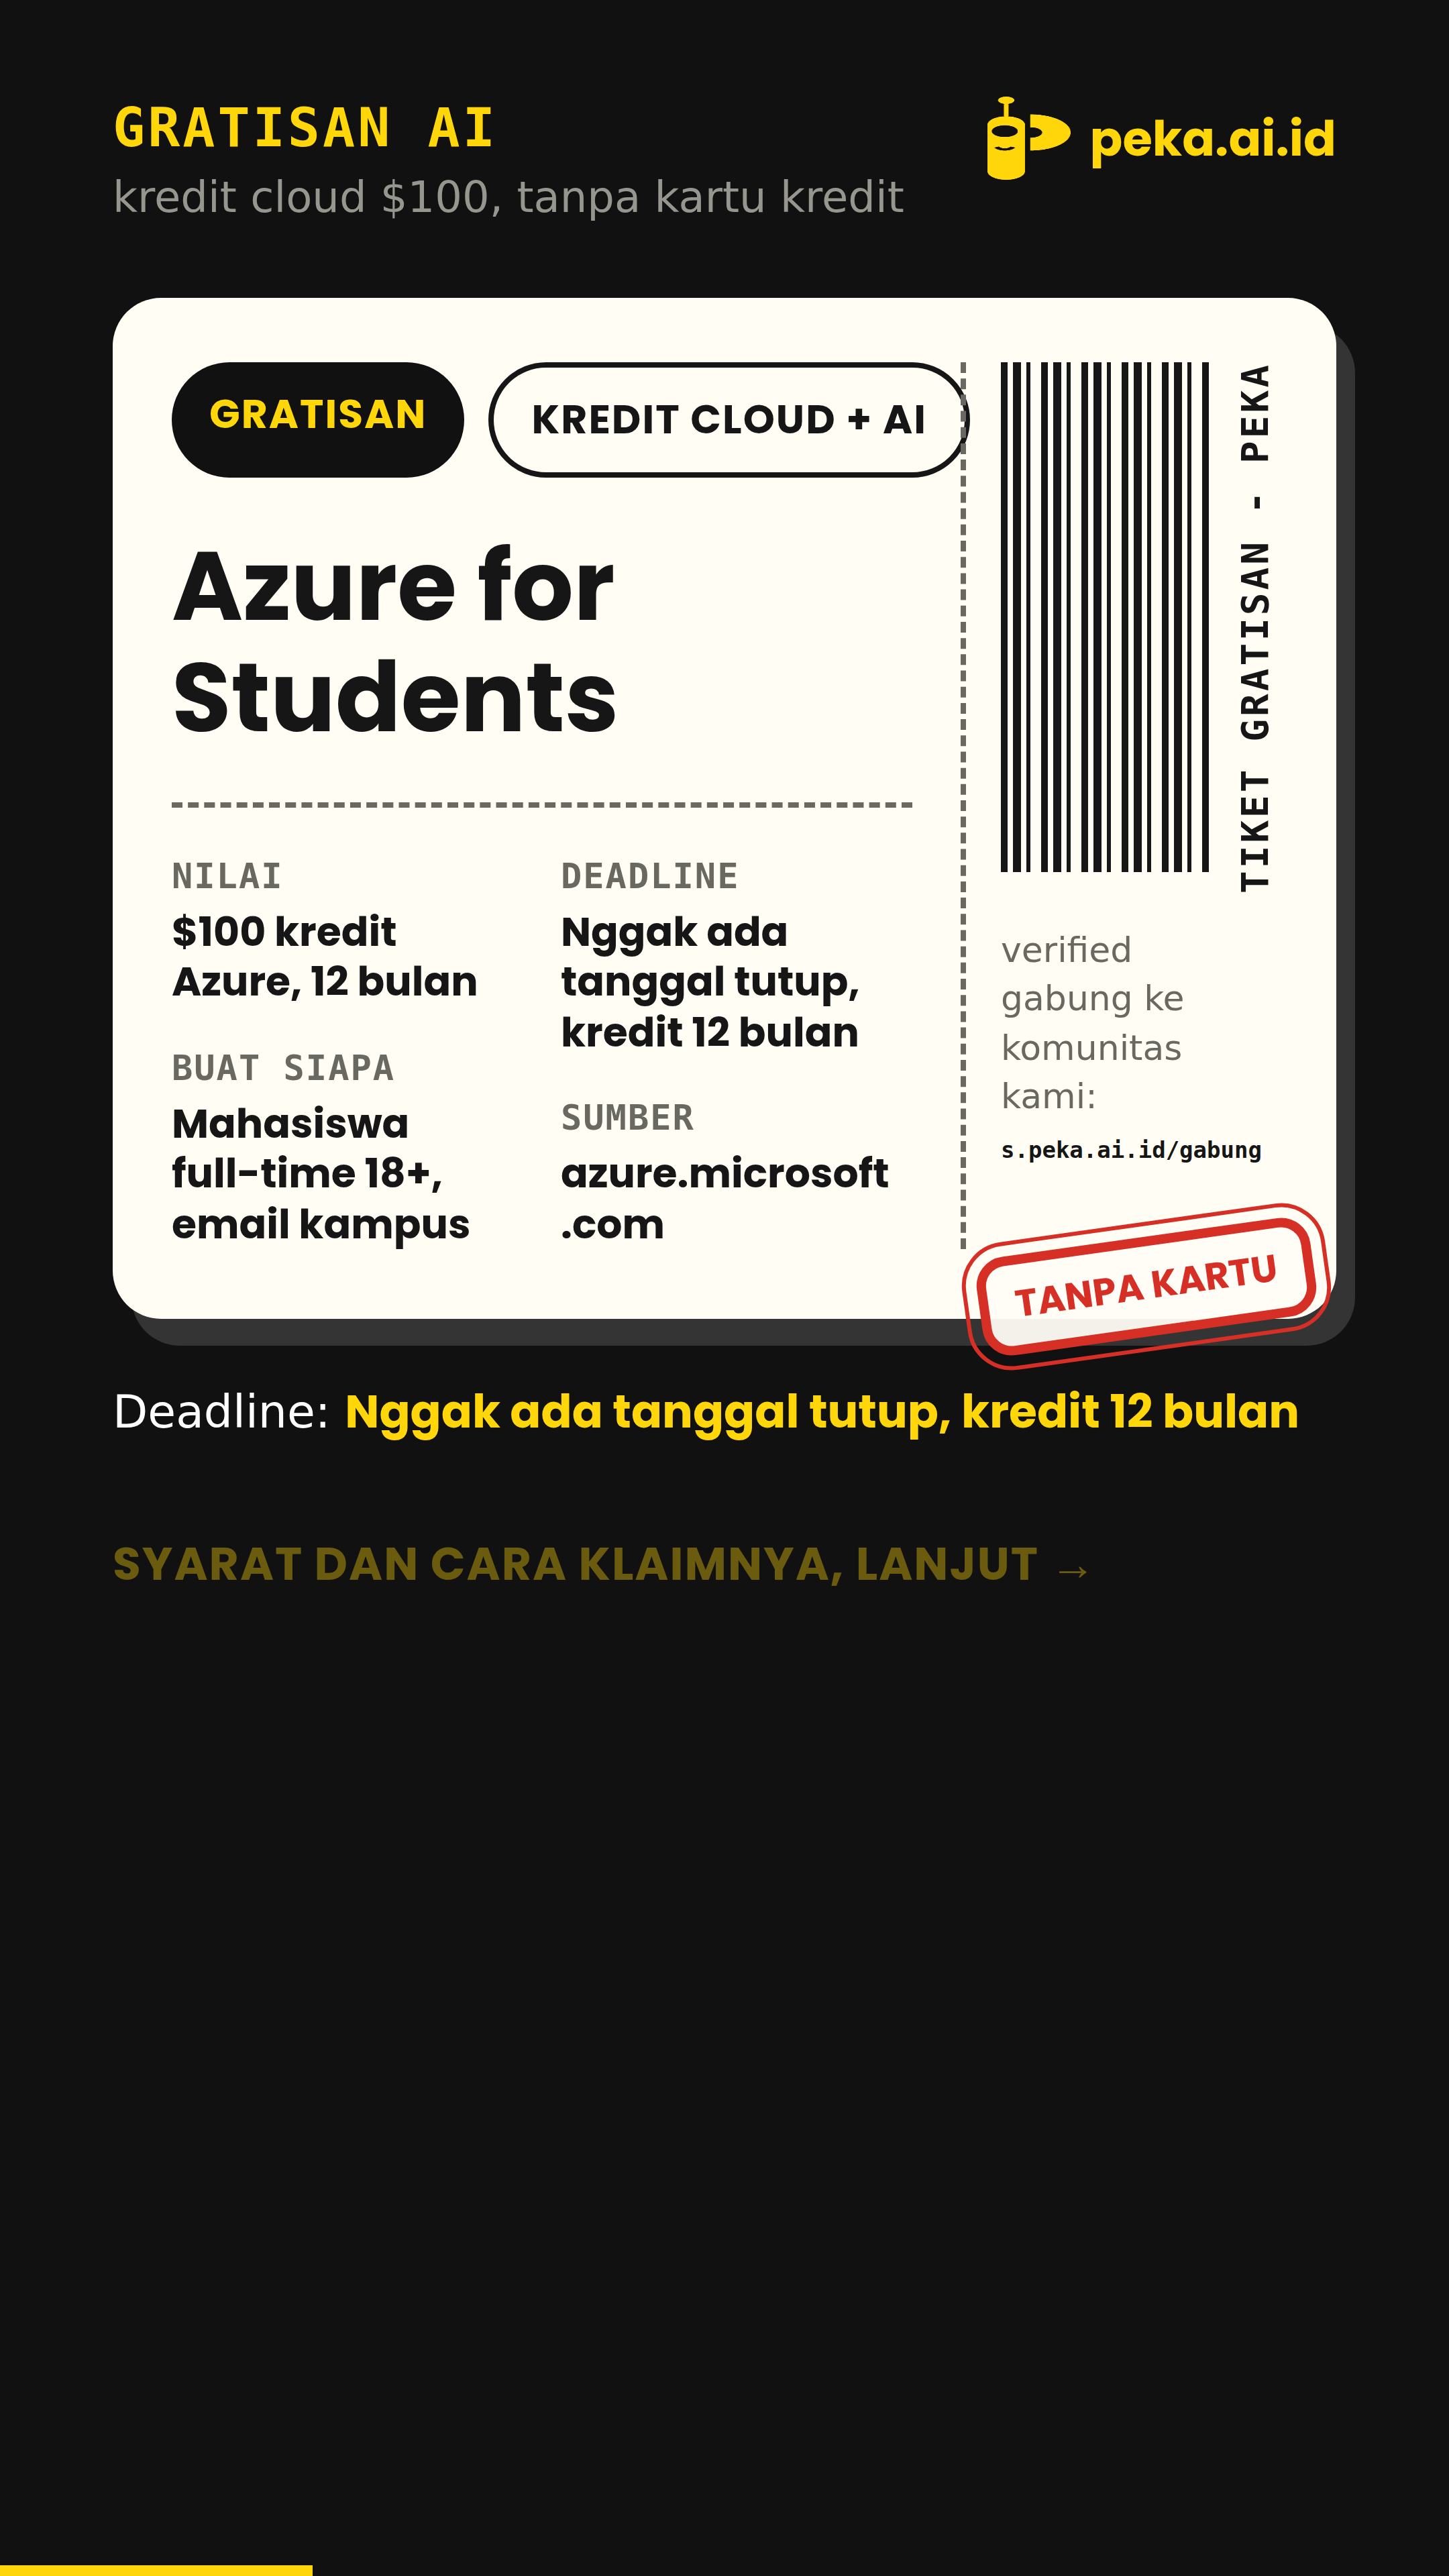 GRATISAN AI
kredit cloud $100, tanpa kartu kredit
peka.ai.id
GRATISAN
KREDIT CLOUD + AI
Azure for
Students
NILAI
$100 kredit
Azure, 12 bulan
BUAT SIAPA
Mahasiswa
full-time 18+,
email kampus
DEADLINE
Nggak ada
tanggal tutup,
kredit 12 bulan
SUMBER
azure.microsoft
.com
TIKET GRATISAN - PEKA
verified
gabung ke
komunitas
kami:
s.peka.ai.id/gabung
TANPA KARTU
Deadline: Nggak ada tanggal tutup, kredit 12 bulan
SYARAT DAN CARA KLAIMNYA, LANJUT →